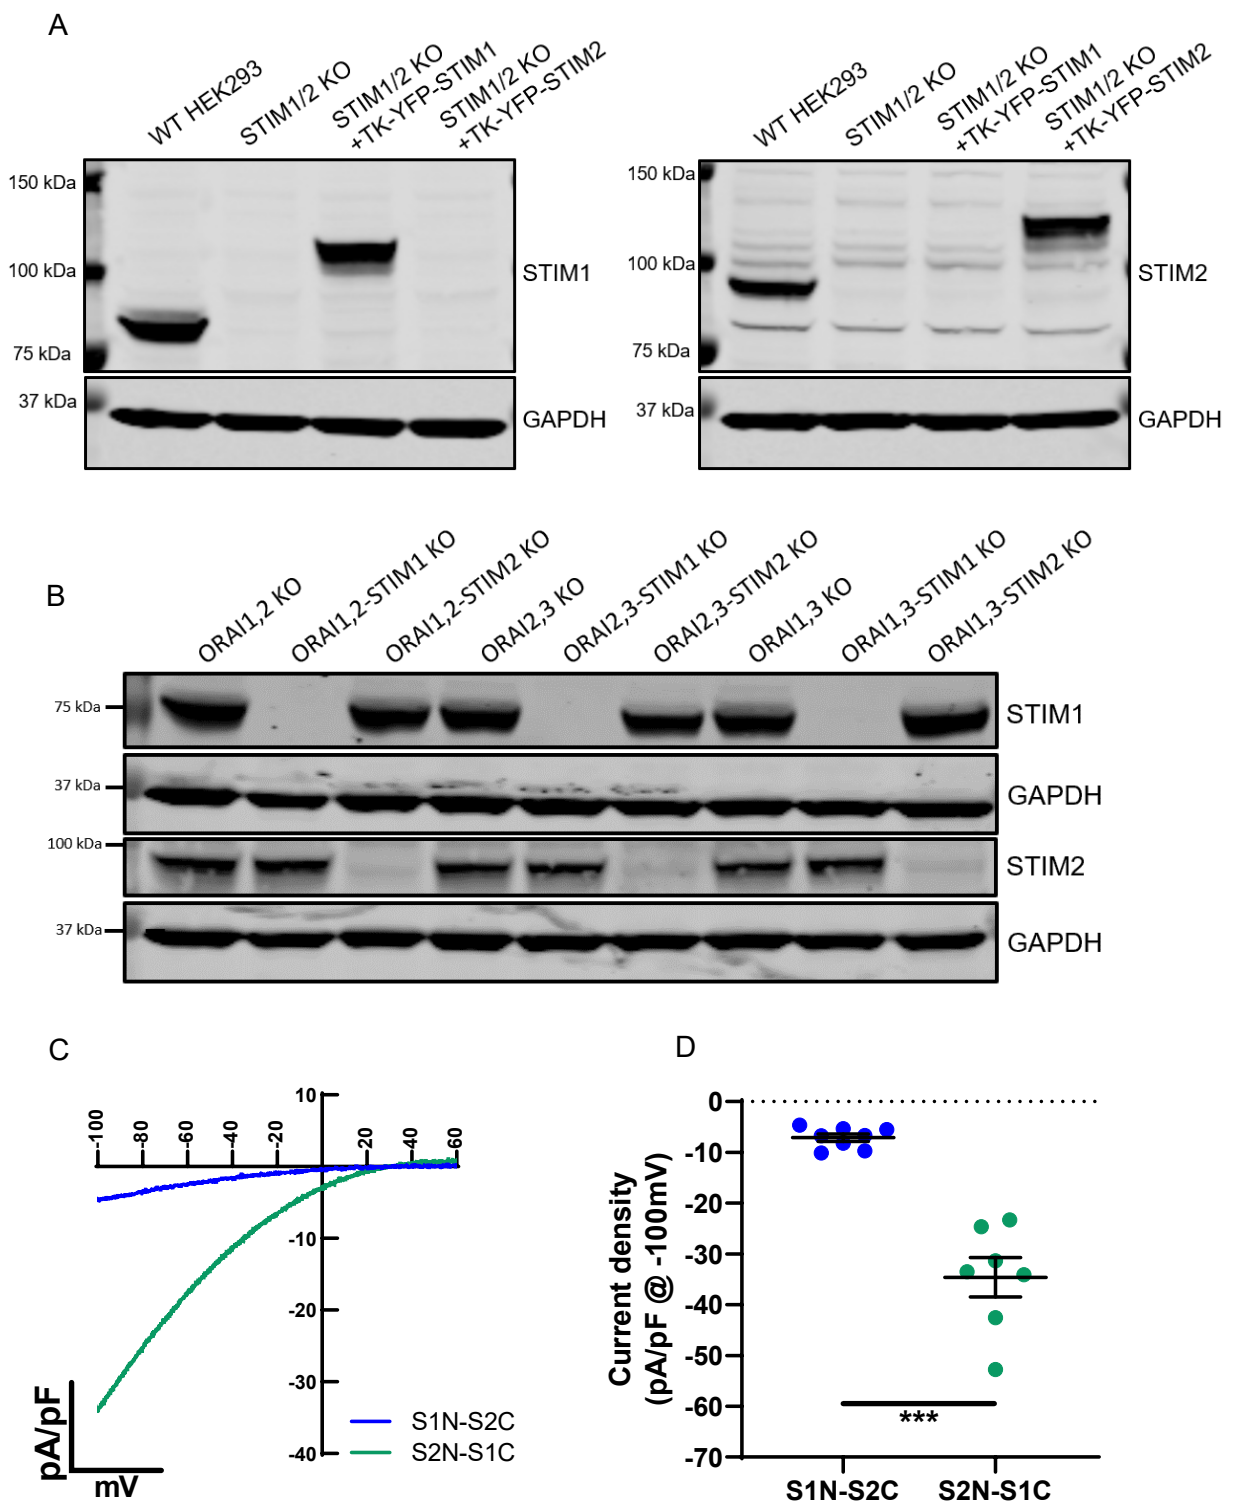 A
WT HEK293
STIM1/2 KO
STIM1/2 KO
+TK-YFP-STIM1
STIM1/2 KO
+TK-YFP-STIM2
150 kDa
100 kDa
75 kDa
37 kDa
STIM1
GAPDH
WT HEK293
STIM1/2 KO
STIM1/2 KO
+TK-YFP-STIM1
STIM1/2 KO
+TK-YFP-STIM2
150 kDa
100 kDa
75 kDa
37 kDa
STIM2
GAPDH
B
ORAI1,2 KO
ORAI1,2-STIM1 KO
ORAI1,2-STIM2 KO
ORAI2,3 KO
ORAI2,3-STIM1 KO
ORAI2,3-STIM2 KO
ORAI1,3 KO
ORAI1,3-STIM1 KO
ORAI1,3-STIM2 KO
75 kDa
STIM1
37 kDa
GAPDH
100 kDa
STIM2
37 kDa
GAPDH
C
-100
-80
-60
-40
-20
20
40
60
10
-10
-20
-30
-40
pA/pF
mV
S1N-S2C
S2N-S1C
D
Current density
(pA/pF @ -100mV)
0
-10
-20
-30
-40
-50
-60
-70
***
S1N-S2C
S2N-S1C